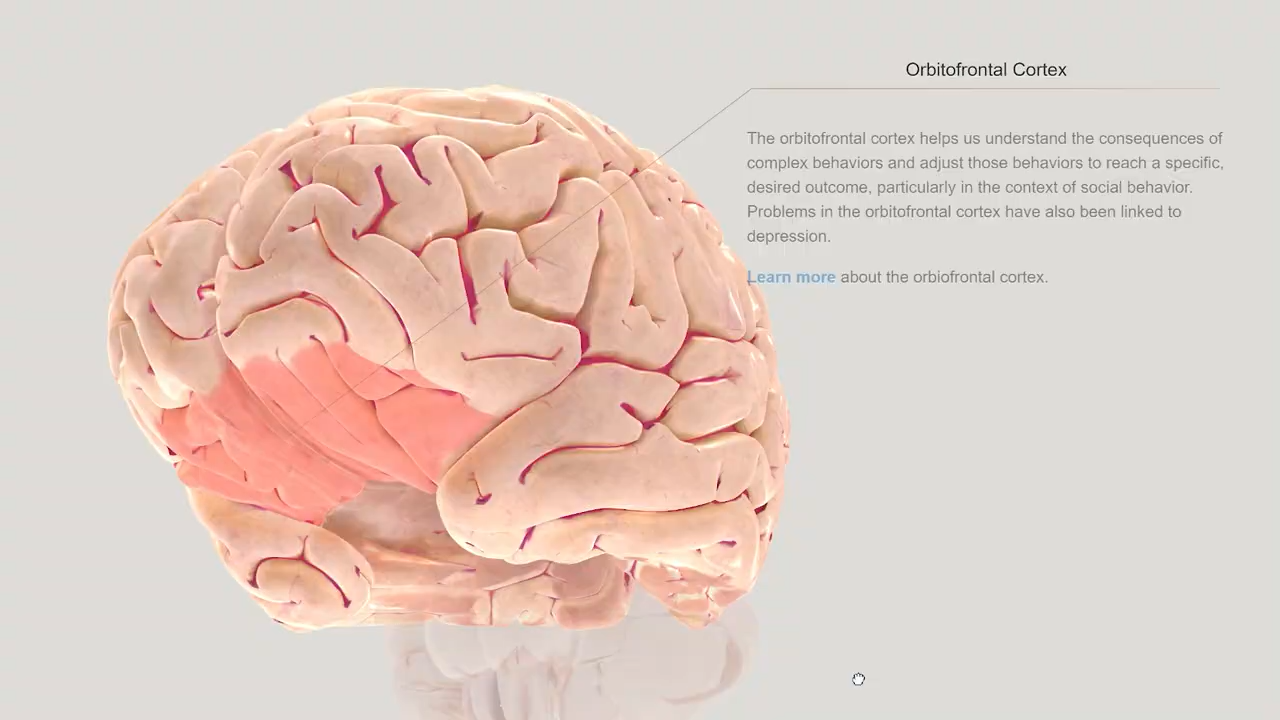 Orbitofrontal Cortex
The orbitofrontal cortex helps us understand the consequences of
complex behaviors and adjust those behaviors to reach a specific,
desired outcome, particularly in the context of social behavior.
Problems in the orbitofrontal cortex have also been linked to
depression.
Learn more about the orbiofrontal cortex.